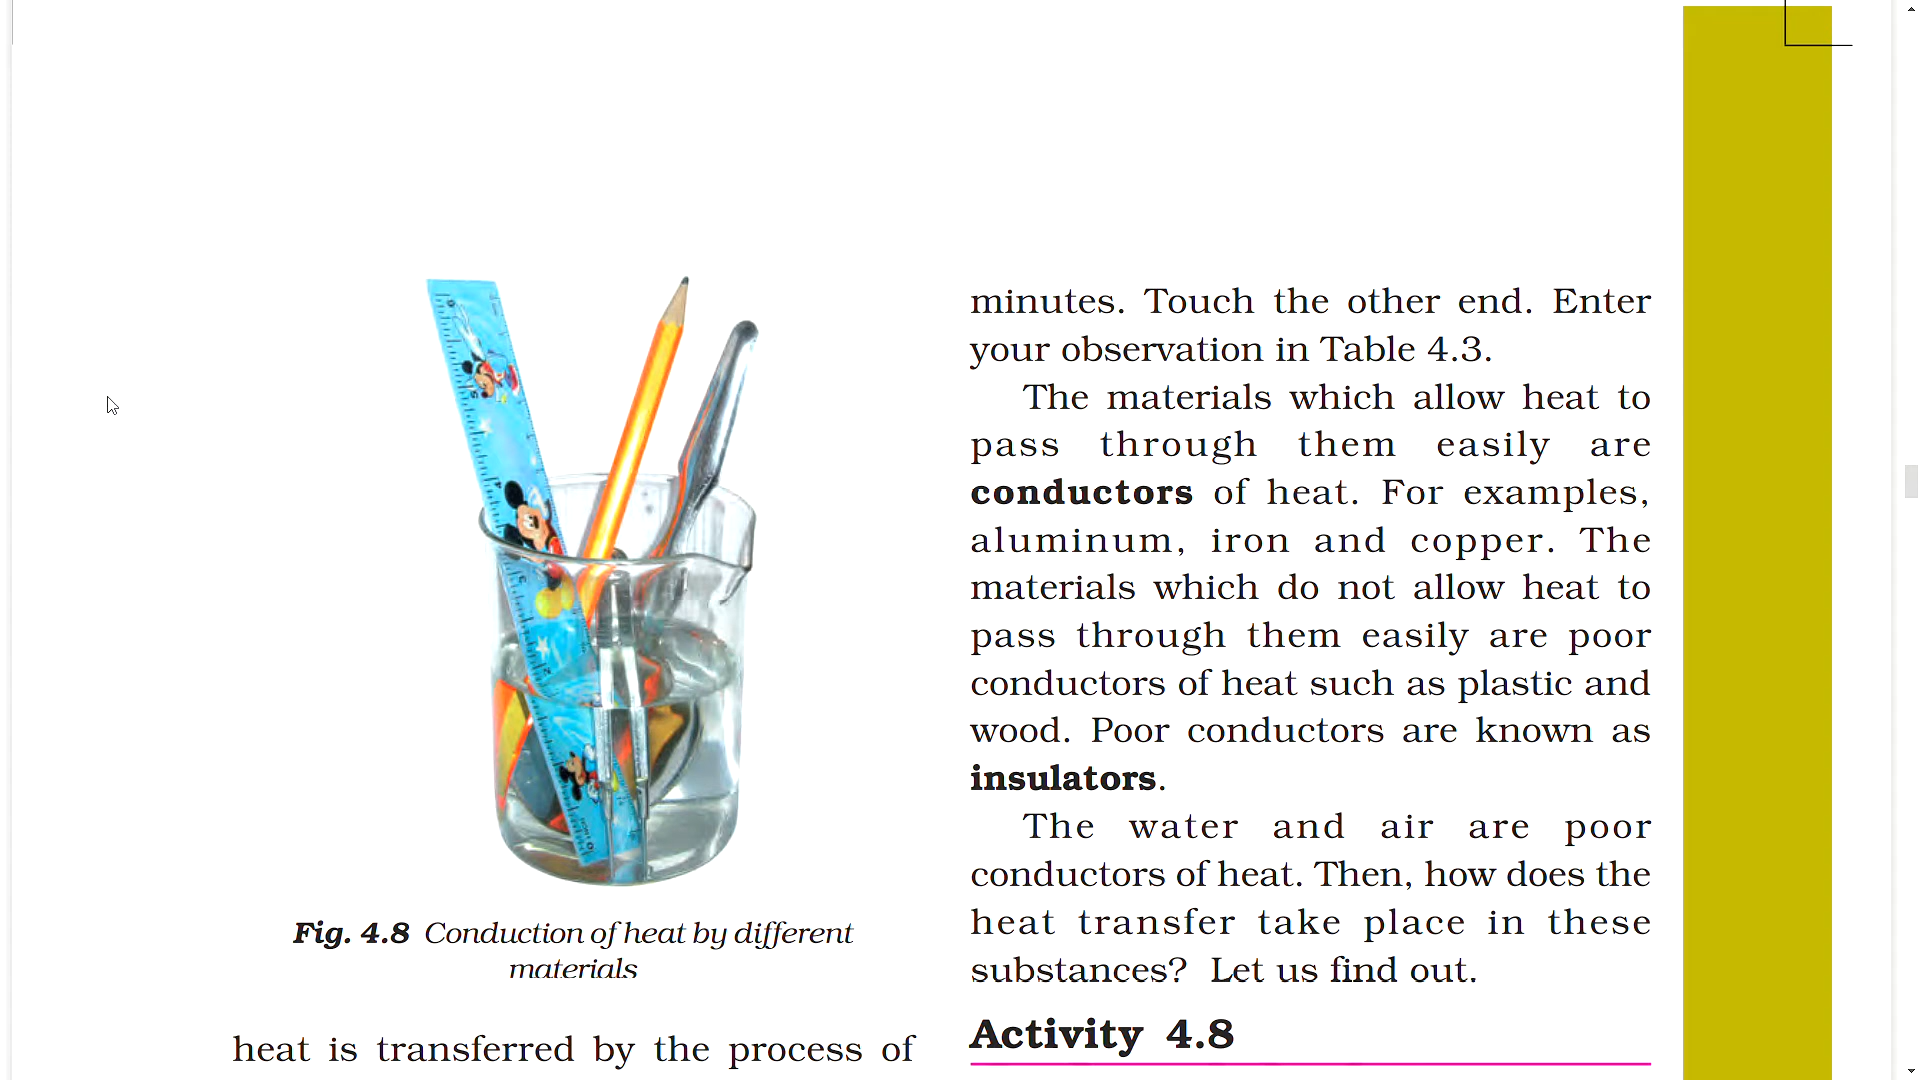 Fig. 4.8 Conduction of heat by different
materials
heat is transferred by the process of
minutes. Touch the other end. Enter
your observation in Table 4.3.
The materials which allow heat to
pass through them easily are
conductors of heat. For examples,
aluminum, iron and copper. The
materials which do not allow heat to
pass through them easily are poor
conductors of heat such as plastic and
wood. Poor conductors are known as
insulators.
The water and air are poor
conductors of heat. Then, how does the
heat transfer take place in these
substances? Let us find out.
Activity 4.8